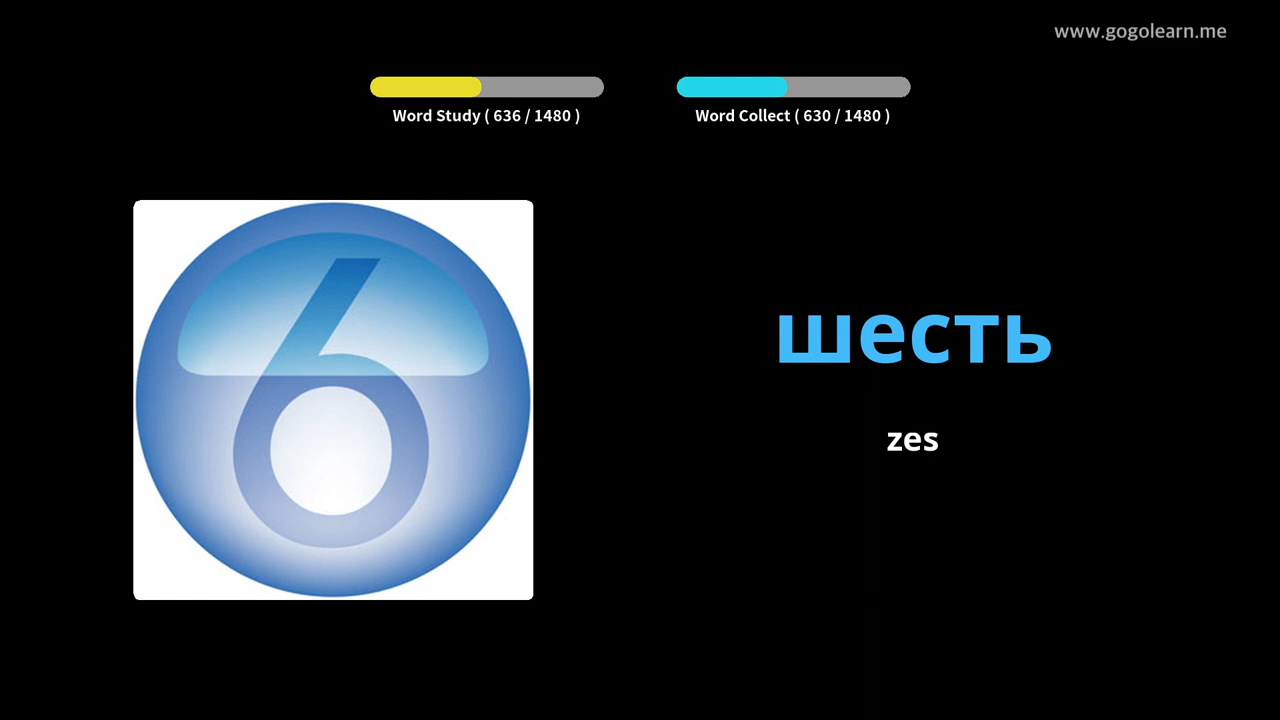 www.gogolearn.me
Word Study ( 636 / 1480 )
Word Collect ( 630 / 1480 )
6
шесть
zes